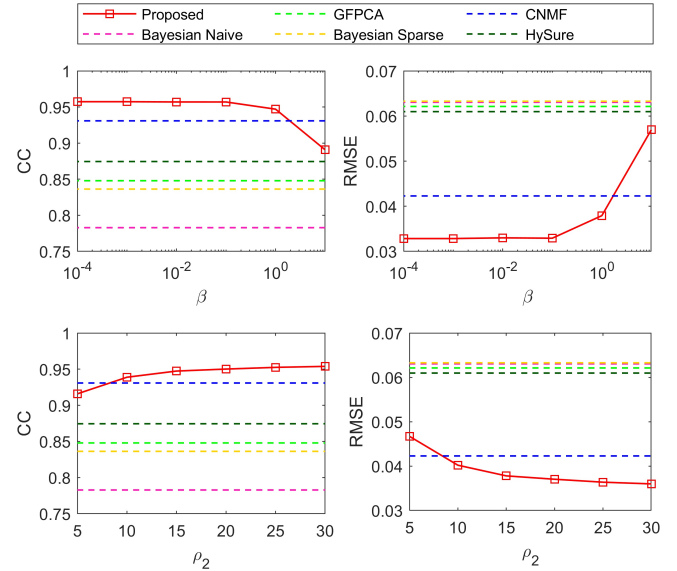 Proposed GFPCA CNMF
Bayesian Naive Bayesian Sparse HySure
1
0.95
0.9
0.85
0.8
0.75
CC
10^-4 10^-2 10^0
β
0.07
0.06
0.05
0.04
0.03
RMSE
10^-4 10^-2 10^0
β
1
0.95
0.9
0.85
0.8
0.75
CC
5 10 15 20 25 30
ρ_2
0.07
0.06
0.05
0.04
0.03
RMSE
5 10 15 20 25 30
ρ_2